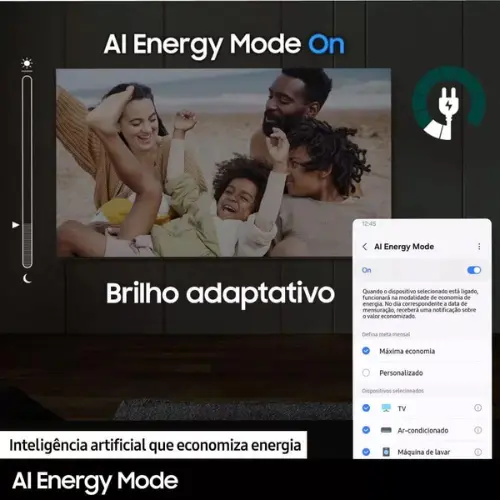 AI Energy Mode On
12:45
AI Energy Mode
On
Quando o dispositivo selecionado está ligado,
funcionará na modalidade de economia de
energia. No dia correspondente a data de
mensuração, receberá uma notificação sobre
o valor economizado.
Defina meta mensal
Máxima economia
Personalizado
Dispositivos selecionados
TV
Ar-condicionado
Máquina de lavar
Brilho adaptativo
Inteligência artificial que economiza energia
AI Energy Mode